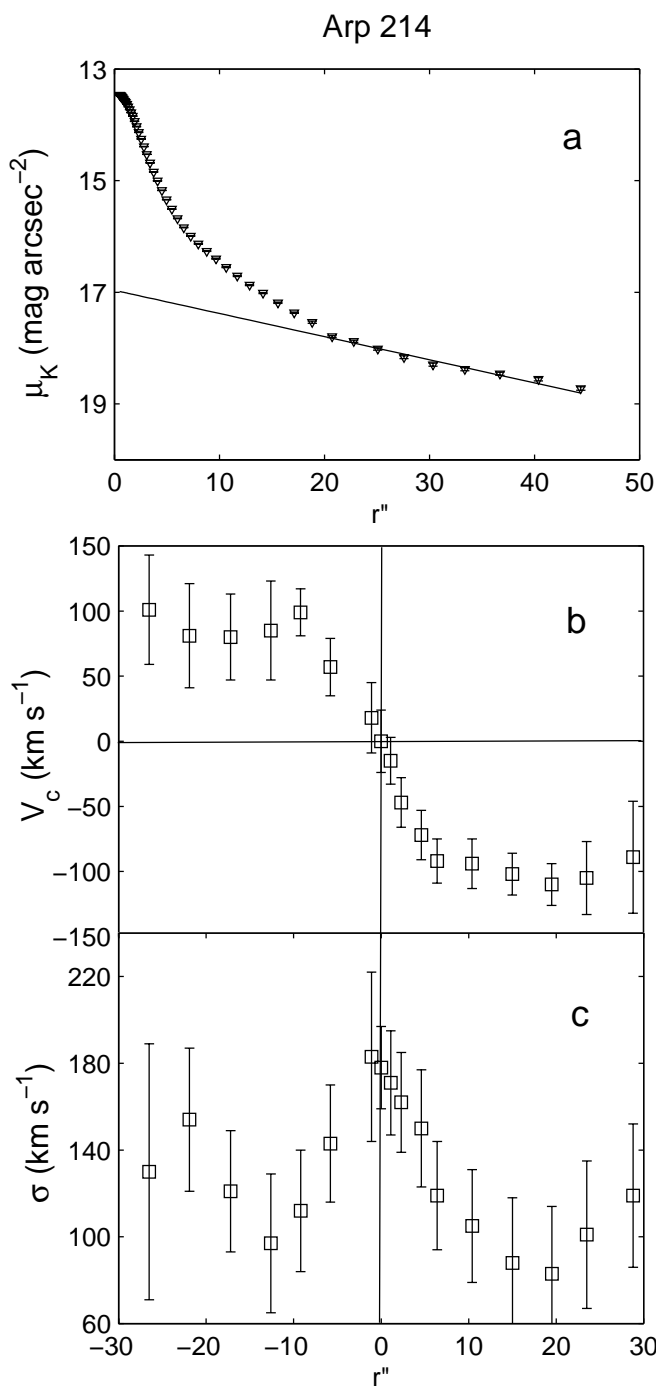 Arp 214
13
15
17
19
μ_K (mag arcsec−2)
a
0 10 20 30 40 50
r"
150
100
50
0
−50
−100
−150
V_c (km s−1)
b
220
180
140
100
60
σ (km s−1)
c
−30 −20 −10 0 10 20 30
r"